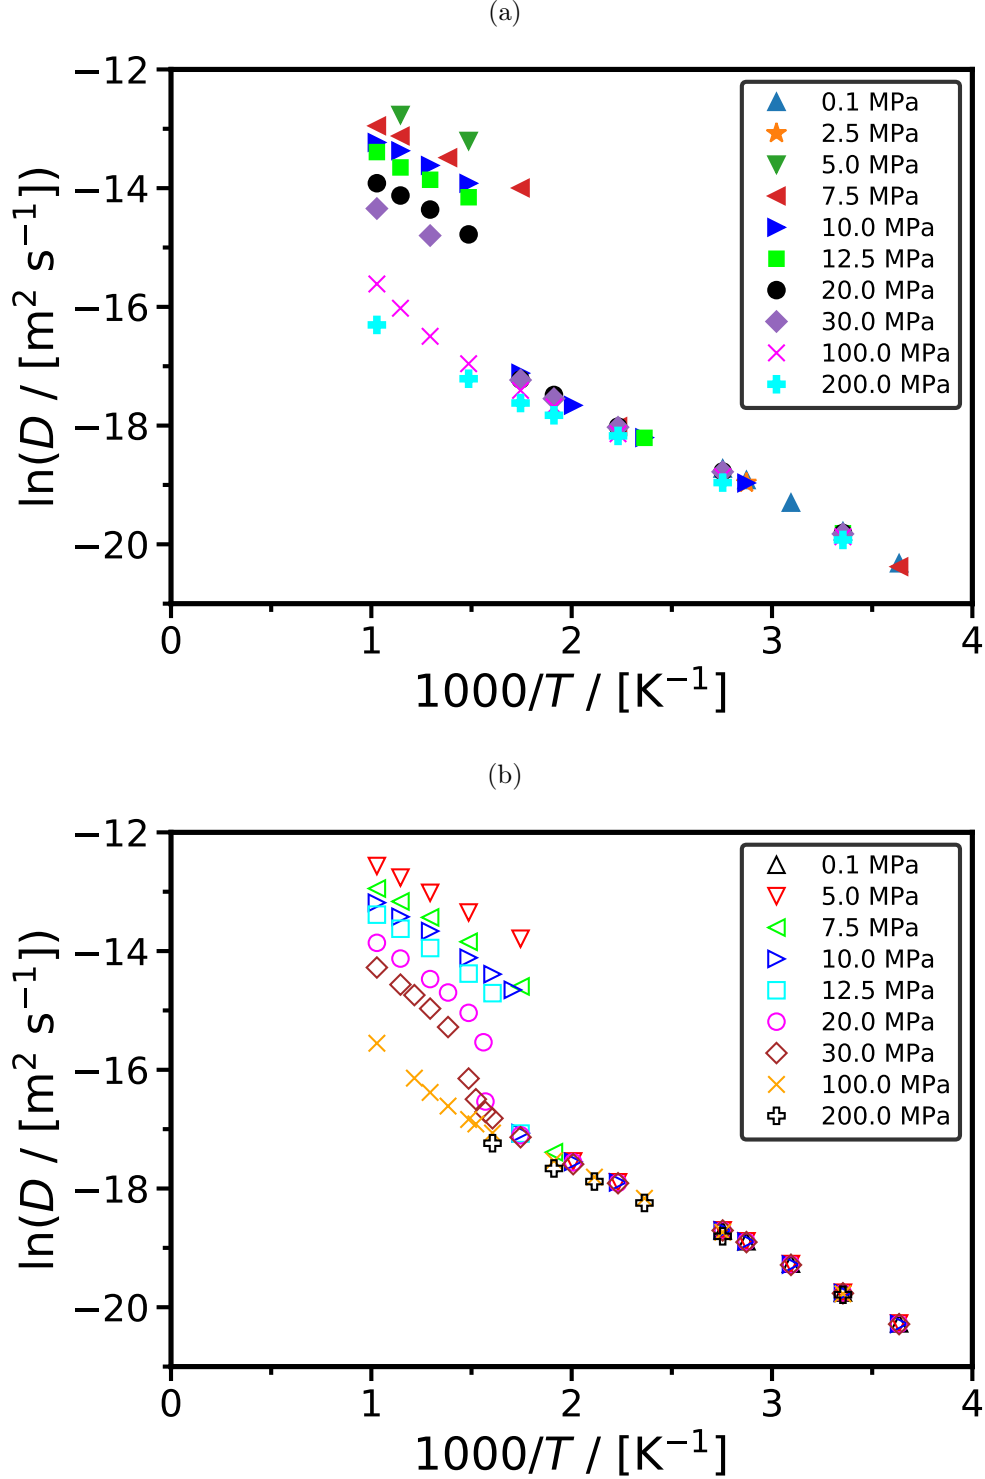 (a)
−12
−14
−16
−18
−20
ln(D / [m² s⁻¹])
0.1 MPa
2.5 MPa
5.0 MPa
7.5 MPa
10.0 MPa
12.5 MPa
20.0 MPa
30.0 MPa
100.0 MPa
200.0 MPa
0 1 2 3 4
1000/T / [K⁻¹]
(b)
−12
−14
−16
−18
−20
ln(D / [m² s⁻¹])
0.1 MPa
5.0 MPa
7.5 MPa
10.0 MPa
12.5 MPa
20.0 MPa
30.0 MPa
100.0 MPa
200.0 MPa
0 1 2 3 4
1000/T / [K⁻¹]